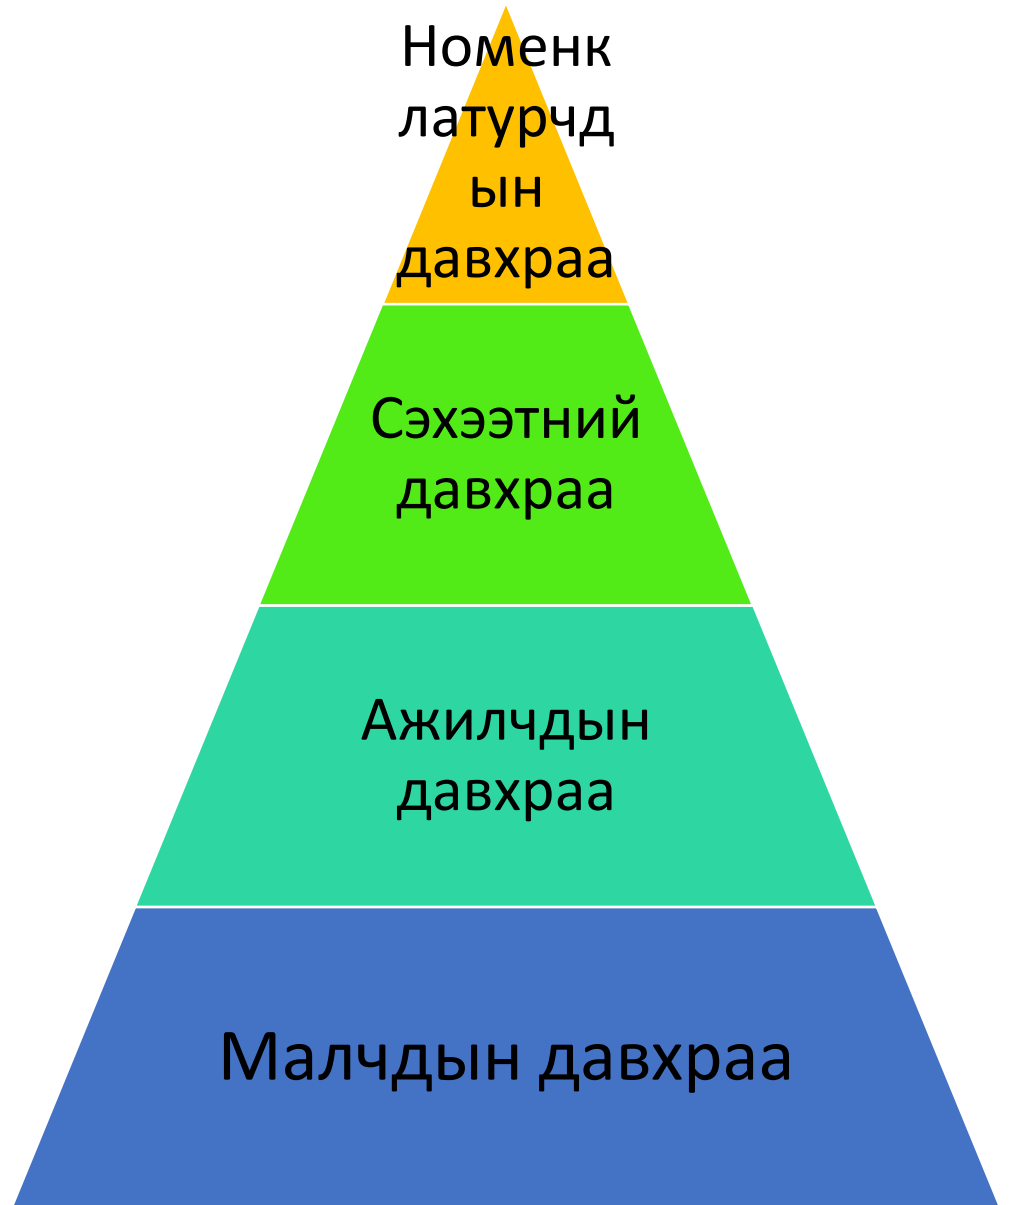 Номенк
латурчд
ын
давхраа
Сэхээтний
давхраа
Ажилчдын
давхраа
Малчдын давхраа